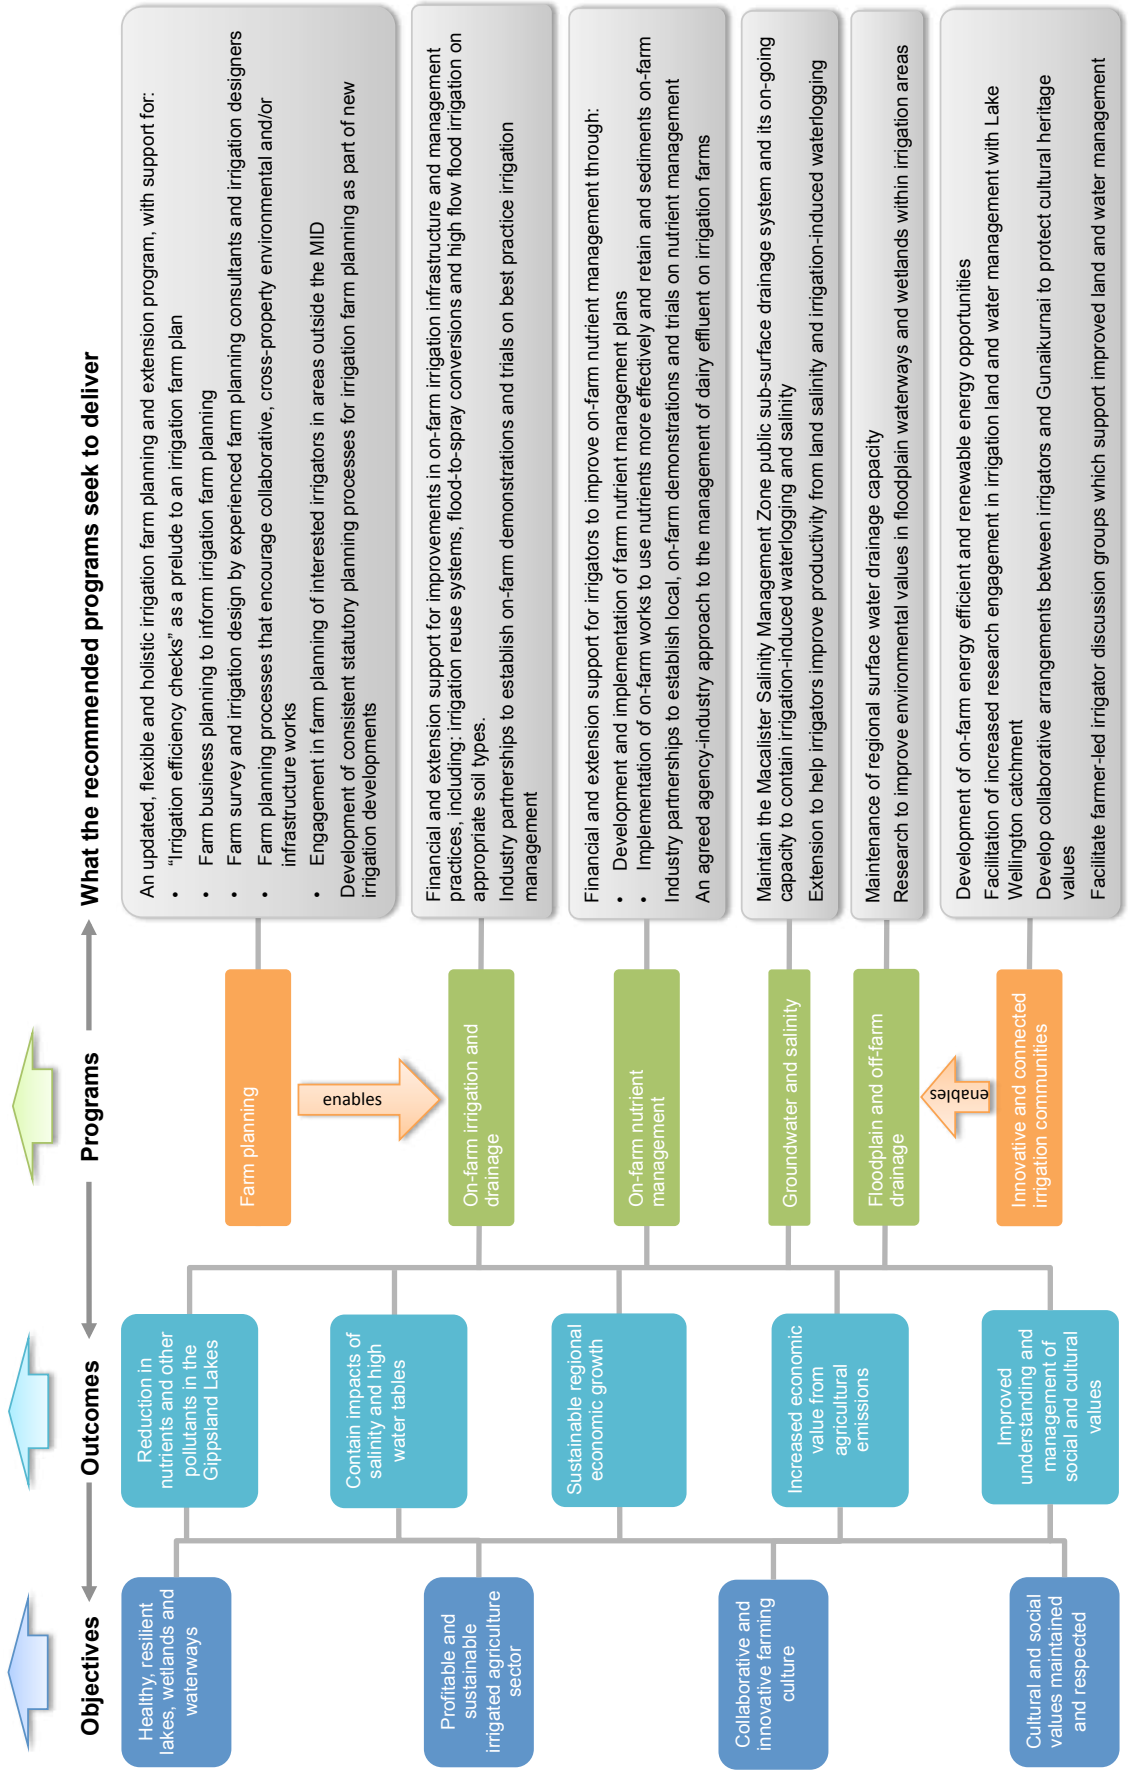 Objectives
Outcomes
Programs
What the recommended programs seek to deliver
Healthy, resilient
lakes, wetlands and
waterways
Profitable and
sustainable
irrigated agriculture
sector
Collaborative and
innovative farming
culture
Cultural and social
values maintained
and respected
Reduction in
nutrients and other
pollutants in the
Gippsland Lakes
Contain impacts of
salinity and high
water tables
Sustainable regional
economic growth
Increased economic
value from
agricultural
emissions
Improved
understanding and
management of
social and cultural
values
Farm planning
enables
On-farm irrigation and
drainage
On-farm nutrient
management
Groundwater and salinity
Floodplain and off-farm
drainage
enables
Innovative and connected
irrigation communities
An updated, flexible and holistic irrigation farm planning and extension program, with support for:
• "Irrigation efficiency checks" as a prelude to an irrigation farm plan
• Farm business planning to inform irrigation farm planning
• Farm survey and irrigation design by experienced farm planning consultants and irrigation designers
• Farm planning processes that encourage collaborative, cross-property environmental and/or
infrastructure works
• Engagement in farm planning of interested irrigators in areas outside the MID
Development of consistent statutory planning processes for irrigation farm planning as part of new
irrigation developments
Financial and extension support for improvements in on-farm irrigation infrastructure and management
practices, including: irrigation reuse systems, flood-to-spray conversions and high flow flood irrigation on
appropriate soil types.
Industry partnerships to establish on-farm demonstrations and trials on best practice irrigation
management
Financial and extension support for irrigators to improve on-farm nutrient management through:
• Development and implementation of farm nutrient management plans
• Implementation of on-farm works to use nutrients more effectively and retain and sediments on-farm
Industry partnerships to establish local, on-farm demonstrations and trials on nutrient management
An agreed agency-industry approach to the management of dairy effluent on irrigation farms
Maintain the Macalister Salinity Management Zone public sub-surface drainage system and its on-going
capacity to contain irrigation-induced waterlogging and salinity
Extension to help irrigators improve productivity from land salinity and irrigation-induced waterlogging
Maintenance of regional surface water drainage capacity
Research to improve environmental values in floodplain waterways and wetlands within irrigation areas
Development of on-farm energy efficient and renewable energy opportunities
Facilitation of increased research engagement in irrigation land and water management with Lake
Wellington catchment
Develop collaborative arrangements between irrigators and Gunaikurnai to protect cultural heritage
values
Facilitate farmer-led irrigator discussion groups which support improved land and water management